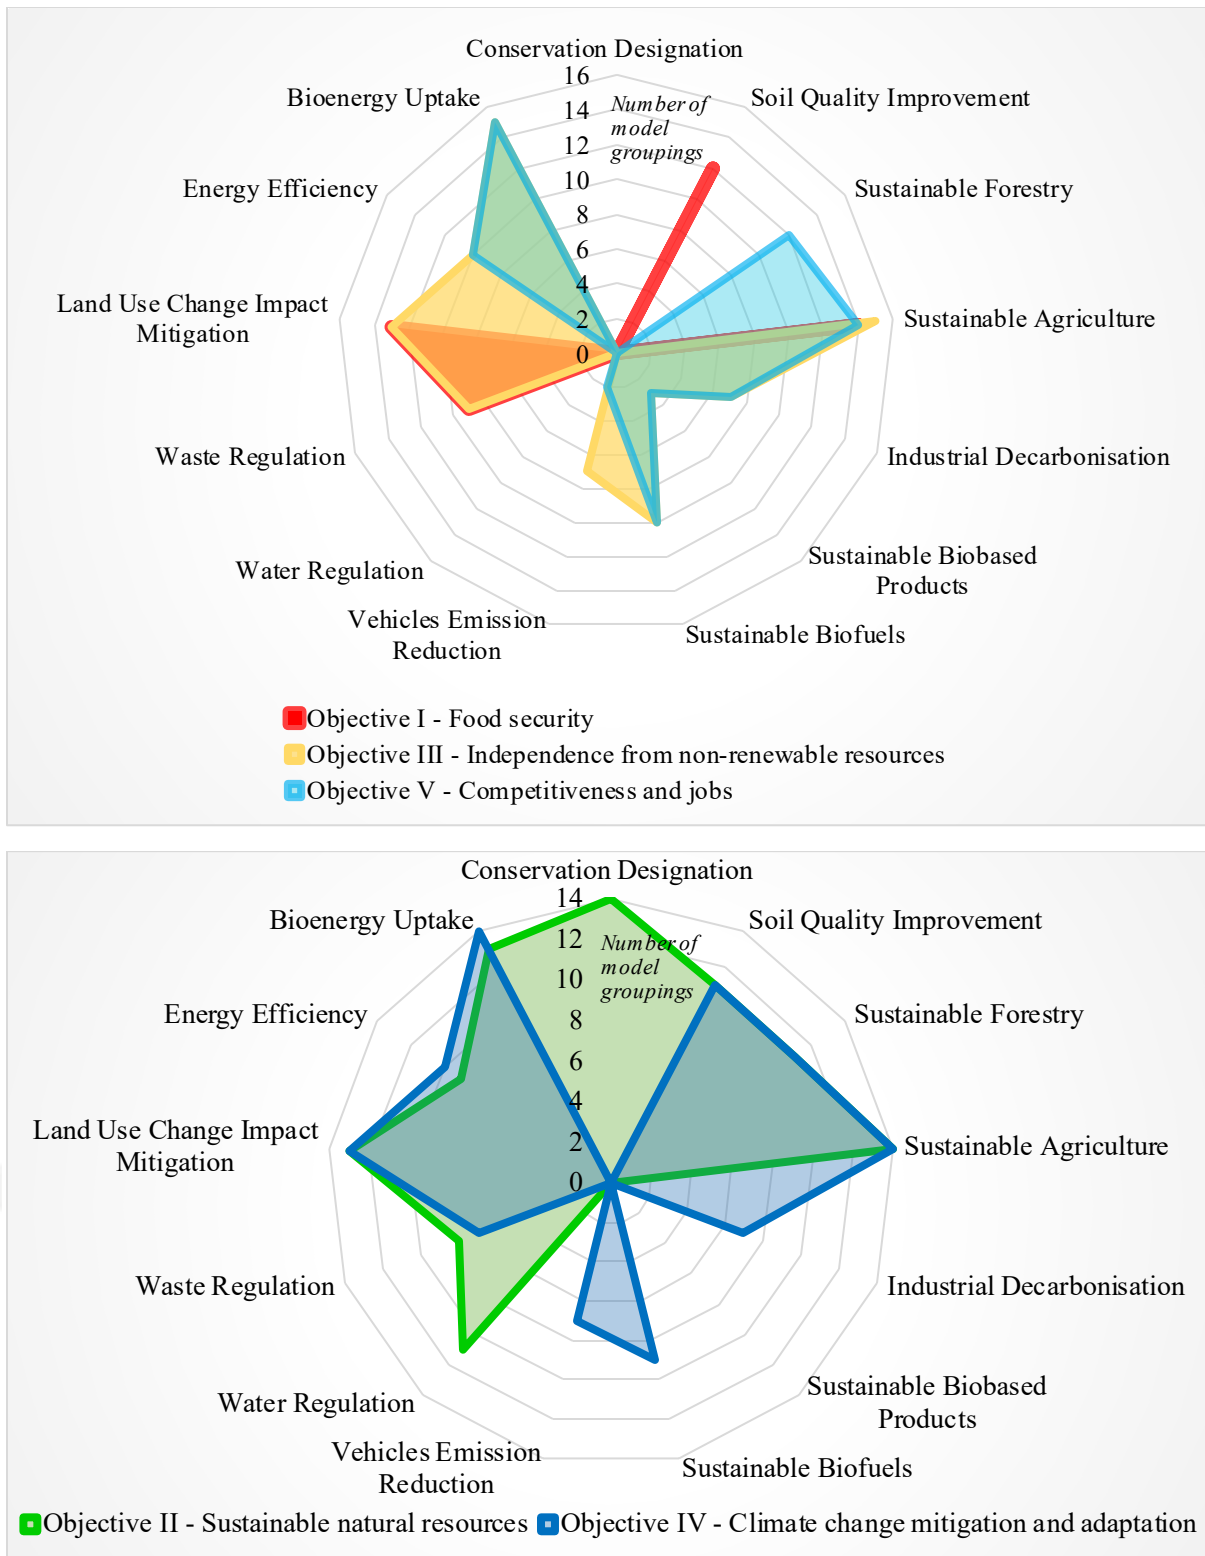 Conservation Designation
16
14
12
10
8
6
4
2
0
Number of
model
groupings
Bioenergy Uptake
Soil Quality Improvement
Energy Efficiency
Sustainable Forestry
Land Use Change Impact
Mitigation
Sustainable Agriculture
Waste Regulation
Industrial Decarbonisation
Water Regulation
Sustainable Biobased
Products
Vehicles Emission
Reduction
Sustainable Biofuels
Objective I - Food security
Objective III - Independence from non-renewable resources
Objective V - Competitiveness and jobs
Conservation Designation
14
12
10
8
6
4
2
0
Number of
model
groupings
Bioenergy Uptake
Soil Quality Improvement
Energy Efficiency
Sustainable Forestry
Land Use Change Impact
Mitigation
Sustainable Agriculture
Waste Regulation
Industrial Decarbonisation
Water Regulation
Sustainable Biobased
Products
Vehicles Emission
Reduction
Sustainable Biofuels
Objective II - Sustainable natural resources
Objective IV - Climate change mitigation and adaptation